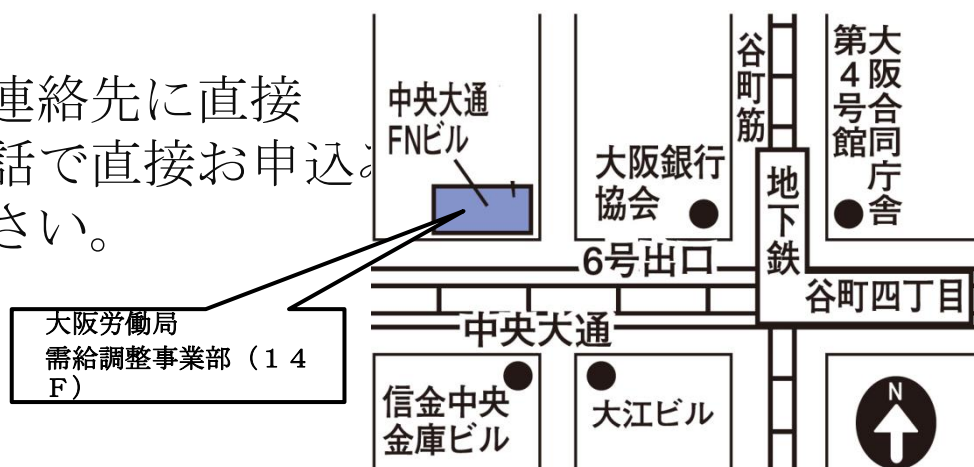 連絡先に直接
話で直接お申込み
さい。
大阪労働局
需給調整事業部（１４
Ｆ）
中央大通
FNビル
大阪銀行
協会
谷町筋
大阪合同庁舎
第4号館
地下鉄
谷町四丁目
6号出口
中央大通
信金中央
金庫ビル
大江ビル
N